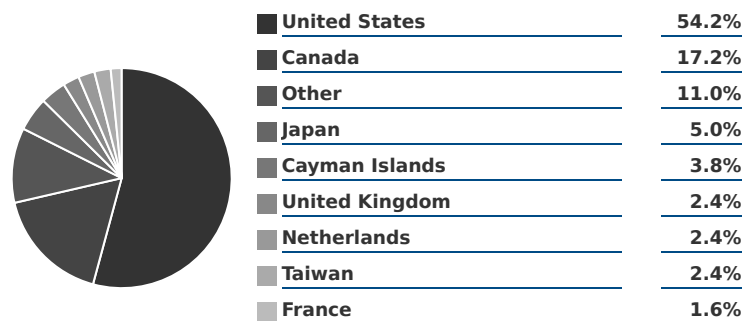 United States 54.2%
Canada 17.2%
Other 11.0%
Japan 5.0%
Cayman Islands 3.8%
United Kingdom 2.4%
Netherlands 2.4%
Taiwan 2.4%
France 1.6%